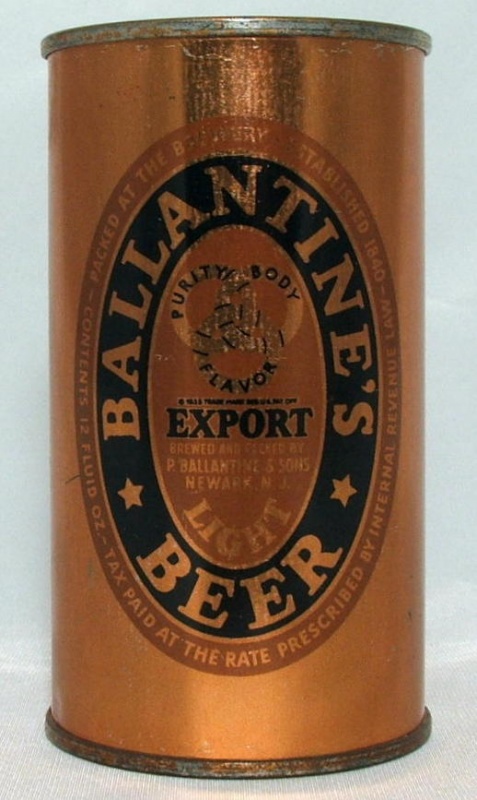 PACKED AT THE BREWERY ESTABLISHED 1840
BALLANTINE'S
PURITY BODY
FLAVOR
EXPORT
BREWED AND PACKED BY
P. BALLANTINE & SONS
NEWARK, N. J.
LIGHT
BEER
CONTENTS 12 FLUID OZ.–TAX PAID AT THE RATE PRESCRIBED BY INTERNAL REVENUE LAW